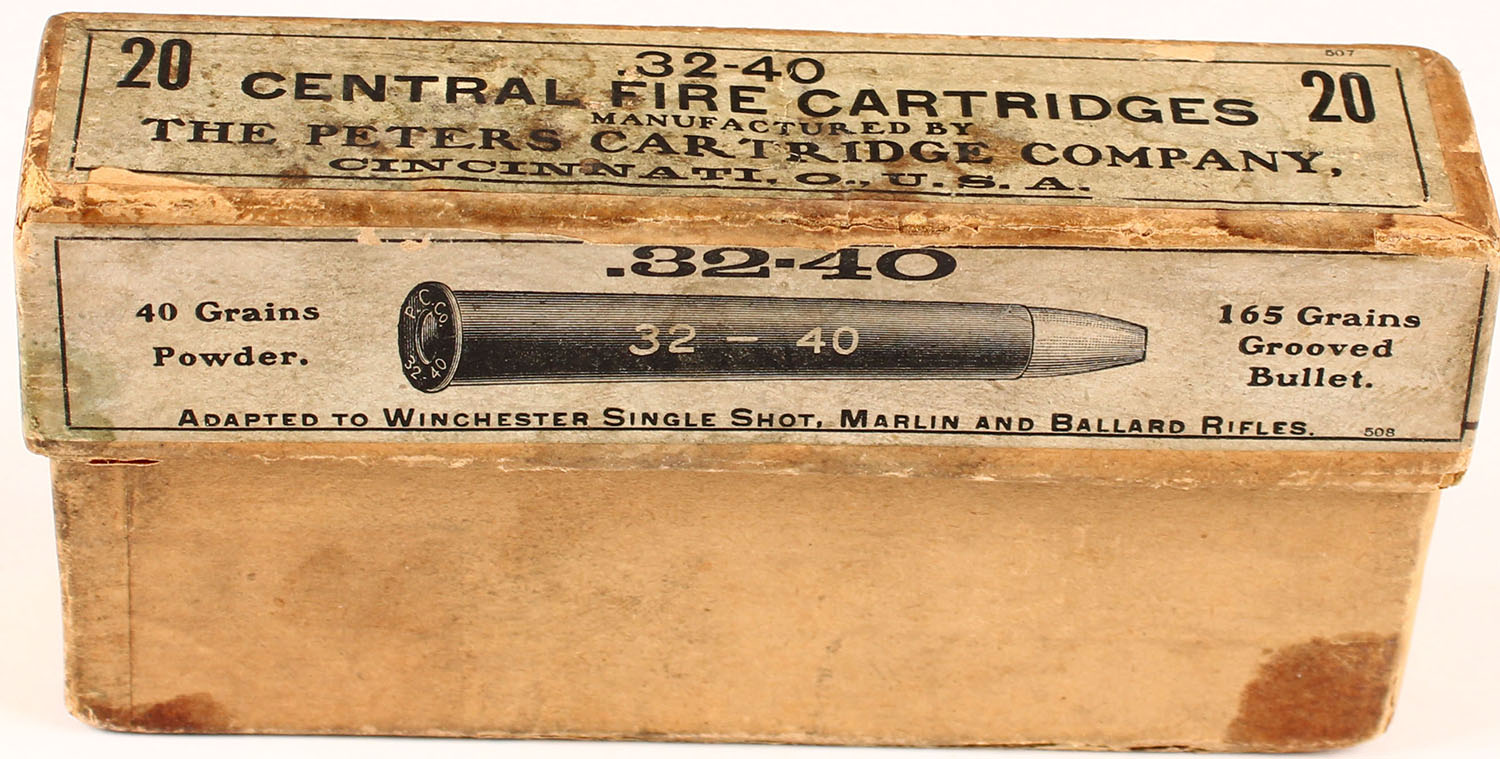 507
20 .32-40 20
CENTRAL FIRE CARTRIDGES
MANUFACTURED BY
THE PETERS CARTRIDGE COMPANY,
CINCINNATI, O., U.S.A.
.32-40
40 Grains
Powder.
P.C.Co.
32-40
32 - 40
165 Grains
Grooved
Bullet.
ADAPTED TO WINCHESTER SINGLE SHOT, MARLIN AND BALLARD RIFLES.
508